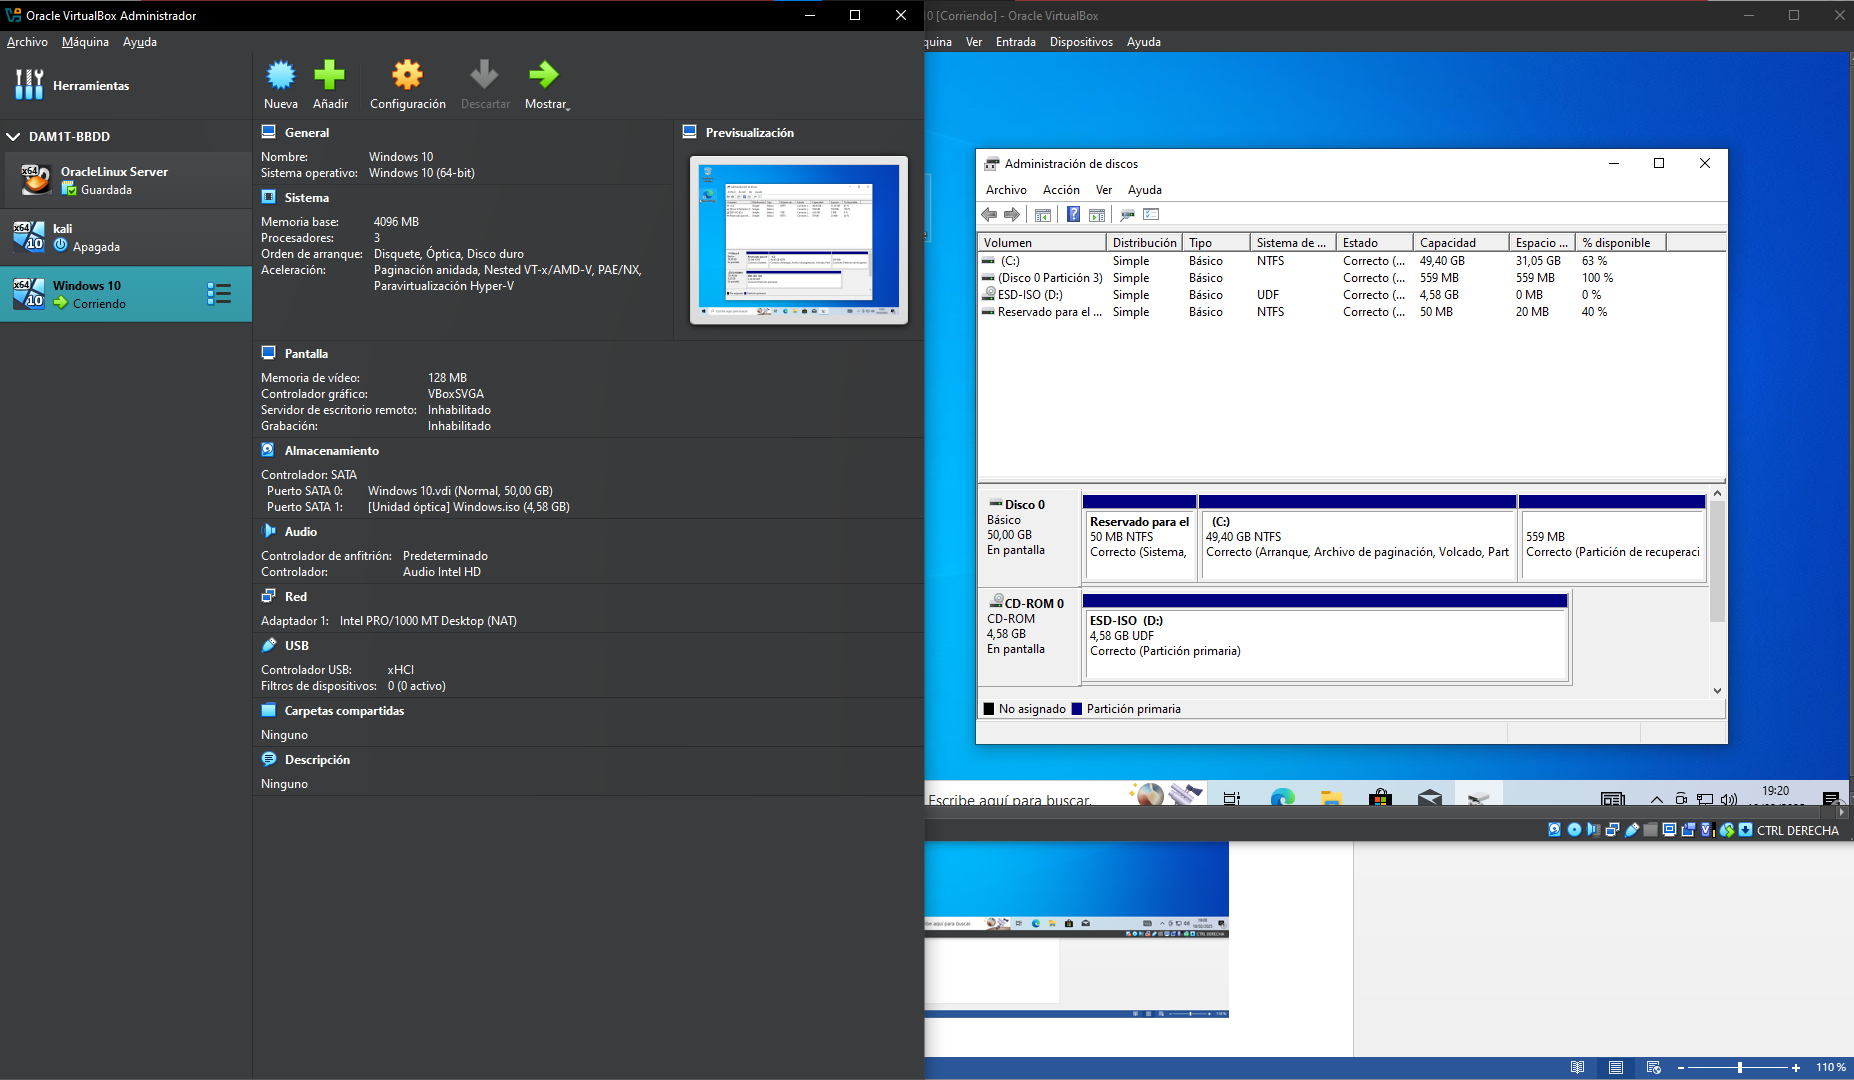 Oracle VirtualBox Administrador
Archivo Máquina Ayuda
Herramientas
DAM1T-BBDD
OracleLinux Server
Guardada
kali
Apagada
Windows 10
Corriendo
Nueva Añadir Configuración Descartar Mostrar
General
Nombre: Windows 10
Sistema operativo: Windows 10 (64-bit)
Sistema
Memoria base: 4096 MB
Procesadores: 3
Orden de arranque: Disquete, Óptica, Disco duro
Aceleración: Paginación anidada, Nested VT-x/AMD-V, PAE/NX,
Paravirtualización Hyper-V
Previsualización
Pantalla
Memoria de vídeo: 128 MB
Controlador gráfico: VBoxSVGA
Servidor de escritorio remoto: Inhabilitado
Grabación: Inhabilitado
Almacenamiento
Controlador: SATA
Puerto SATA 0: Windows 10.vdi (Normal, 50,00 GB)
Puerto SATA 1: [Unidad óptica] Windows.iso (4,58 GB)
Audio
Controlador de anfitrión: Predeterminado
Controlador: Audio Intel HD
Red
Adaptador 1: Intel PRO/1000 MT Desktop (NAT)
USB
Controlador USB: xHCI
Filtros de dispositivos: 0 (0 activo)
Carpetas compartidas
Ninguno
Descripción
Ninguno
10 [Corriendo] - Oracle VirtualBox
quina Ver Entrada Dispositivos Ayuda
Administración de discos
Archivo Acción Ver Ayuda
Volumen Distribución Tipo Sistema de ... Estado Capacidad Espacio ... % disponible
(C:) Simple Básico NTFS Correcto (... 49,40 GB 31,05 GB 63 %
(Disco 0 Partición 3) Simple Básico Correcto (... 559 MB 559 MB 100 %
ESD-ISO (D:) Simple Básico UDF Correcto (... 4,58 GB 0 MB 0 %
Reservado para el ... Simple Básico NTFS Correcto (... 50 MB 20 MB 40 %
Disco 0
Básico
50,00 GB
En pantalla
Reservado para el
50 MB NTFS
Correcto (Sistema,
(C:)
49,40 GB NTFS
Correcto (Arranque, Archivo de paginación, Volcado, Part
559 MB
Correcto (Partición de recuperaci
CD-ROM 0
CD-ROM
4,58 GB
En pantalla
ESD-ISO (D:)
4,58 GB UDF
Correcto (Partición primaria)
No asignado Partición primaria
Escribe aquí para buscar.
19:20
CTRL DERECHA
110 %